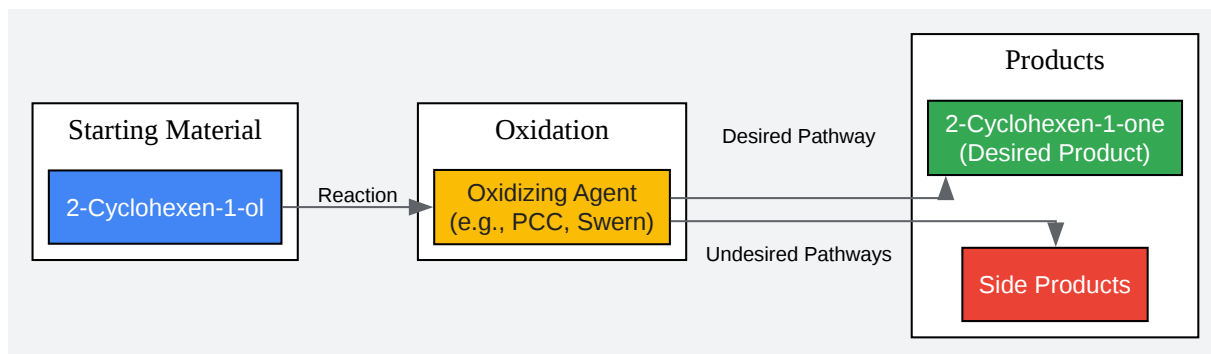 Starting Material
2-Cyclohexen-1-ol
Reaction
Oxidation
Oxidizing Agent
(e.g., PCC, Swern)
Desired Pathway
Undesired Pathways
Products
2-Cyclohexen-1-one
(Desired Product)
Side Products